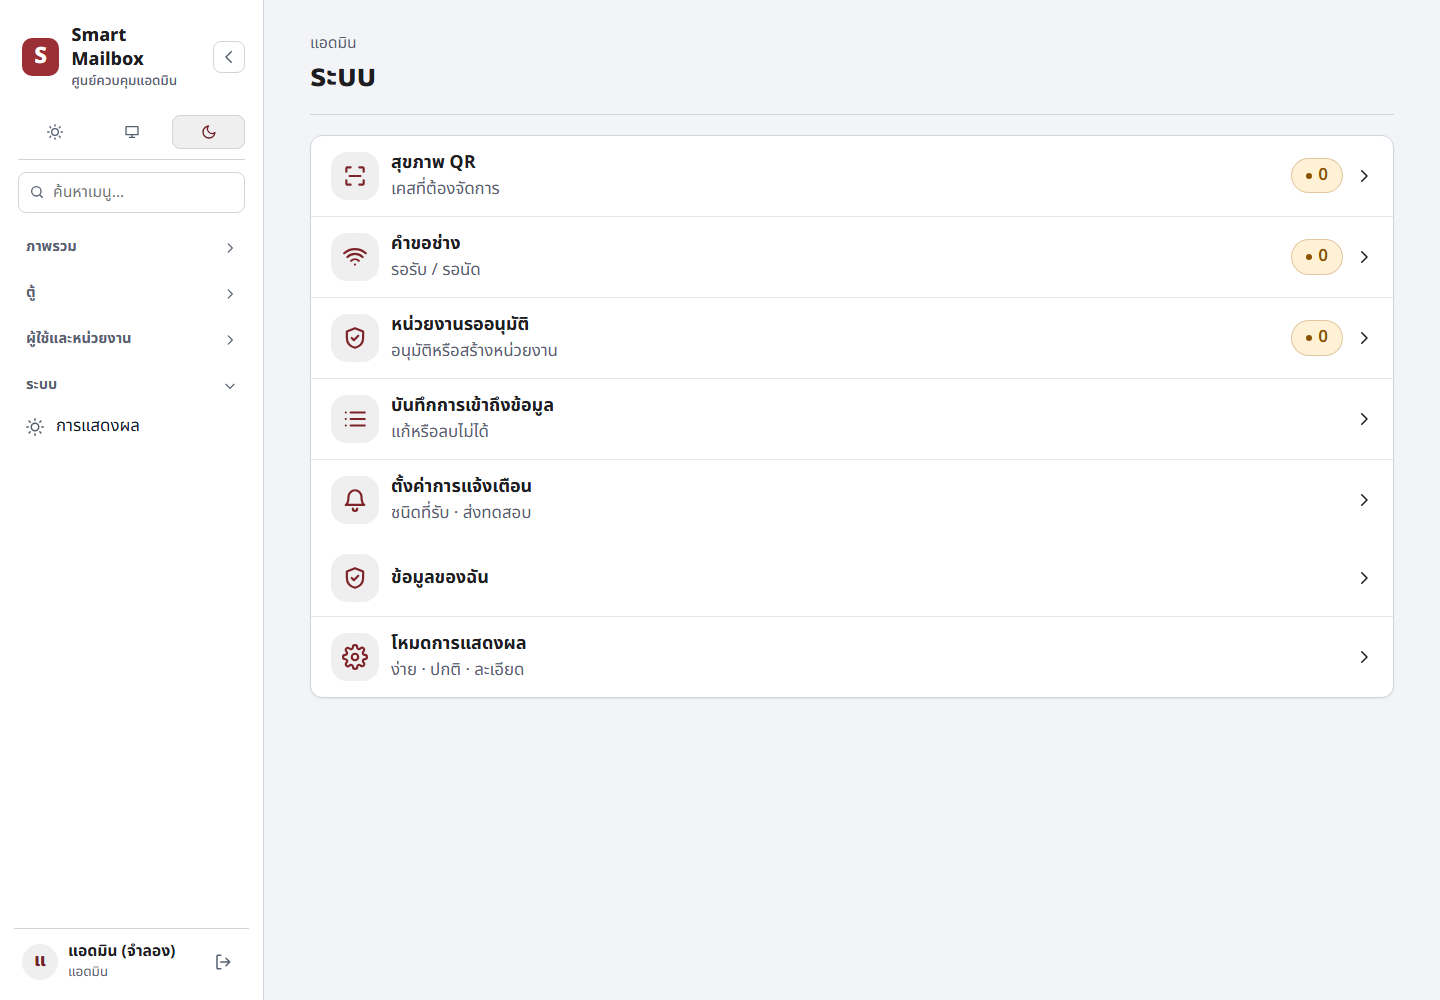 S
Smart
Mailbox
ศูนย์ควบคุมแอดมิน
ค้นหาเมนู...
ภาพรวม
ตู้
ผู้ใช้และหน่วยงาน
ระบบ
การแสดงผล
แ
แอดมิน (จำลอง)
แอดมิน
แอดมิน
ระบบ
สุขภาพ QR
เคสที่ต้องจัดการ
0
คำขอช่าง
รอรับ / รอนัด
0
หน่วยงานรออนุมัติ
อนุมัติหรือสร้างหน่วยงาน
0
บันทึกการเข้าถึงข้อมูล
แก้หรือลบไม่ได้
ตั้งค่าการแจ้งเตือน
ชนิดที่รับ · ส่งทดสอบ
ข้อมูลของฉัน
โหมดการแสดงผล
ง่าย · ปกติ · ละเอียด